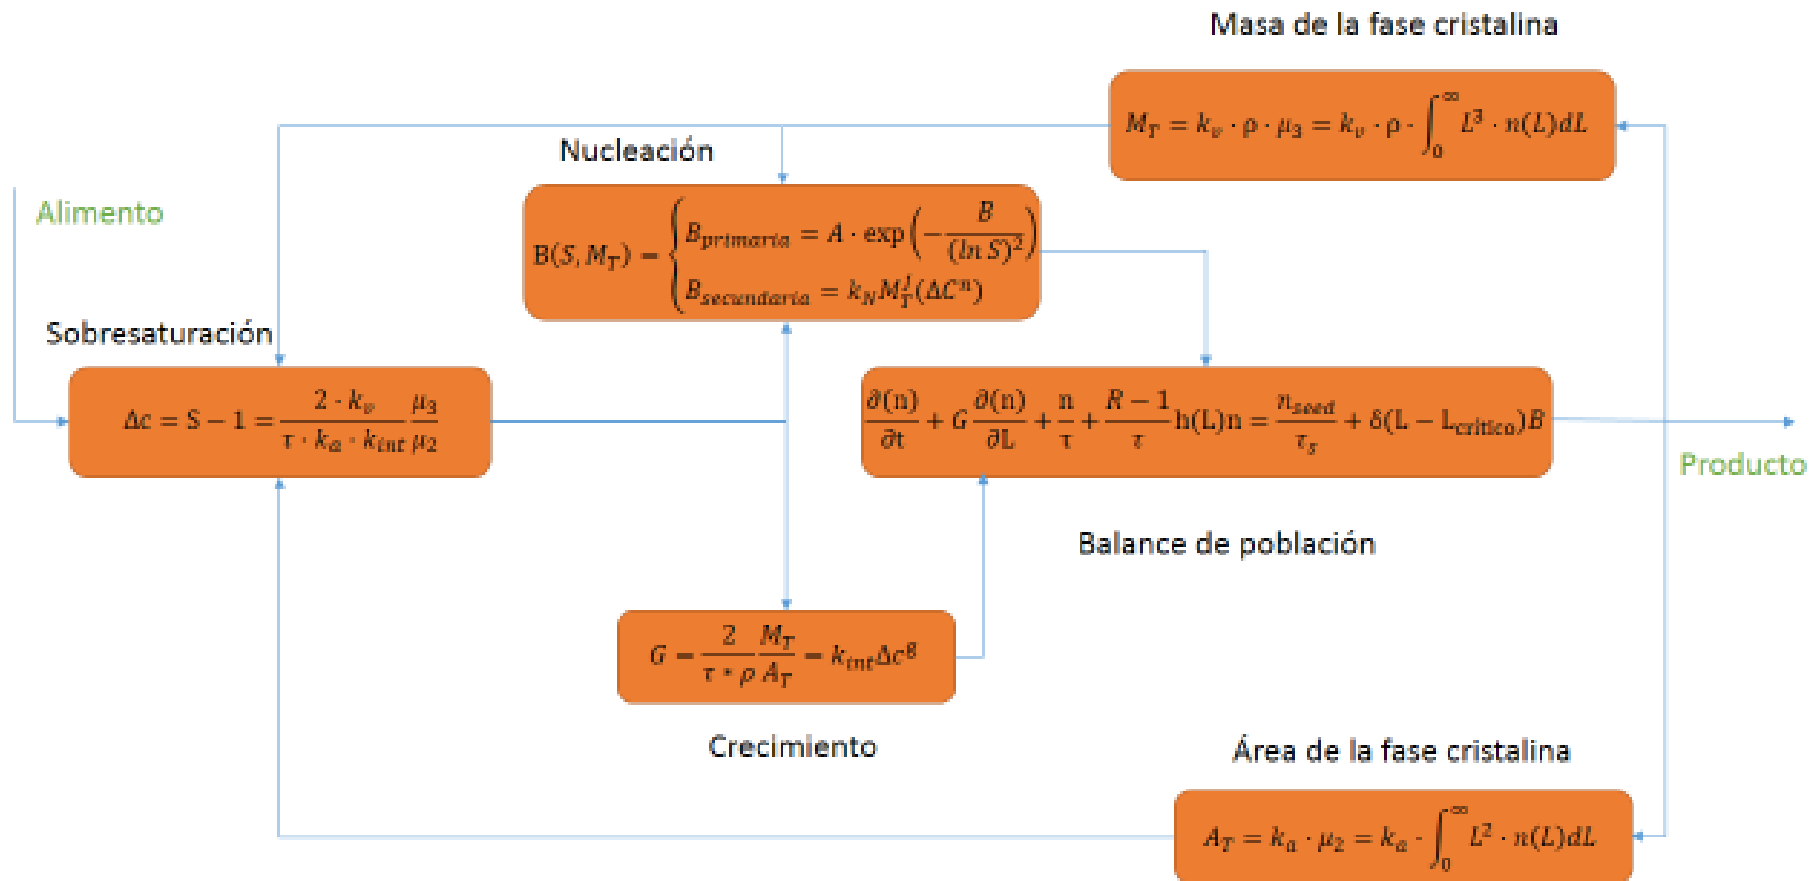 Masa de la fase cristalina
M_T = k_v · ρ · μ_3 = k_v · ρ · ∫_0^∞ L^3 · n(L)dL
Nucleación
Alimento
B(S, M_T) = { B_primaria = A · exp(− B / (ln S)^2)
B_secundaria = k_N M_T^j (ΔC^n)
Sobresaturación
Δc = S − 1 = (2 · k_v) / (τ · k_a · k_int) μ_3 / μ_2
∂(n)/∂t + G ∂(n)/∂L + n/τ + (R − 1)/τ h(L)n = n_seed/τ_s + δ(L − L_crítico)B
Producto
Balance de población
G = 2 / (τ * ρ) M_T / A_T = k_int Δc^g
Crecimiento
Área de la fase cristalina
A_T = k_a · μ_2 = k_a · ∫_0^∞ L^2 · n(L)dL